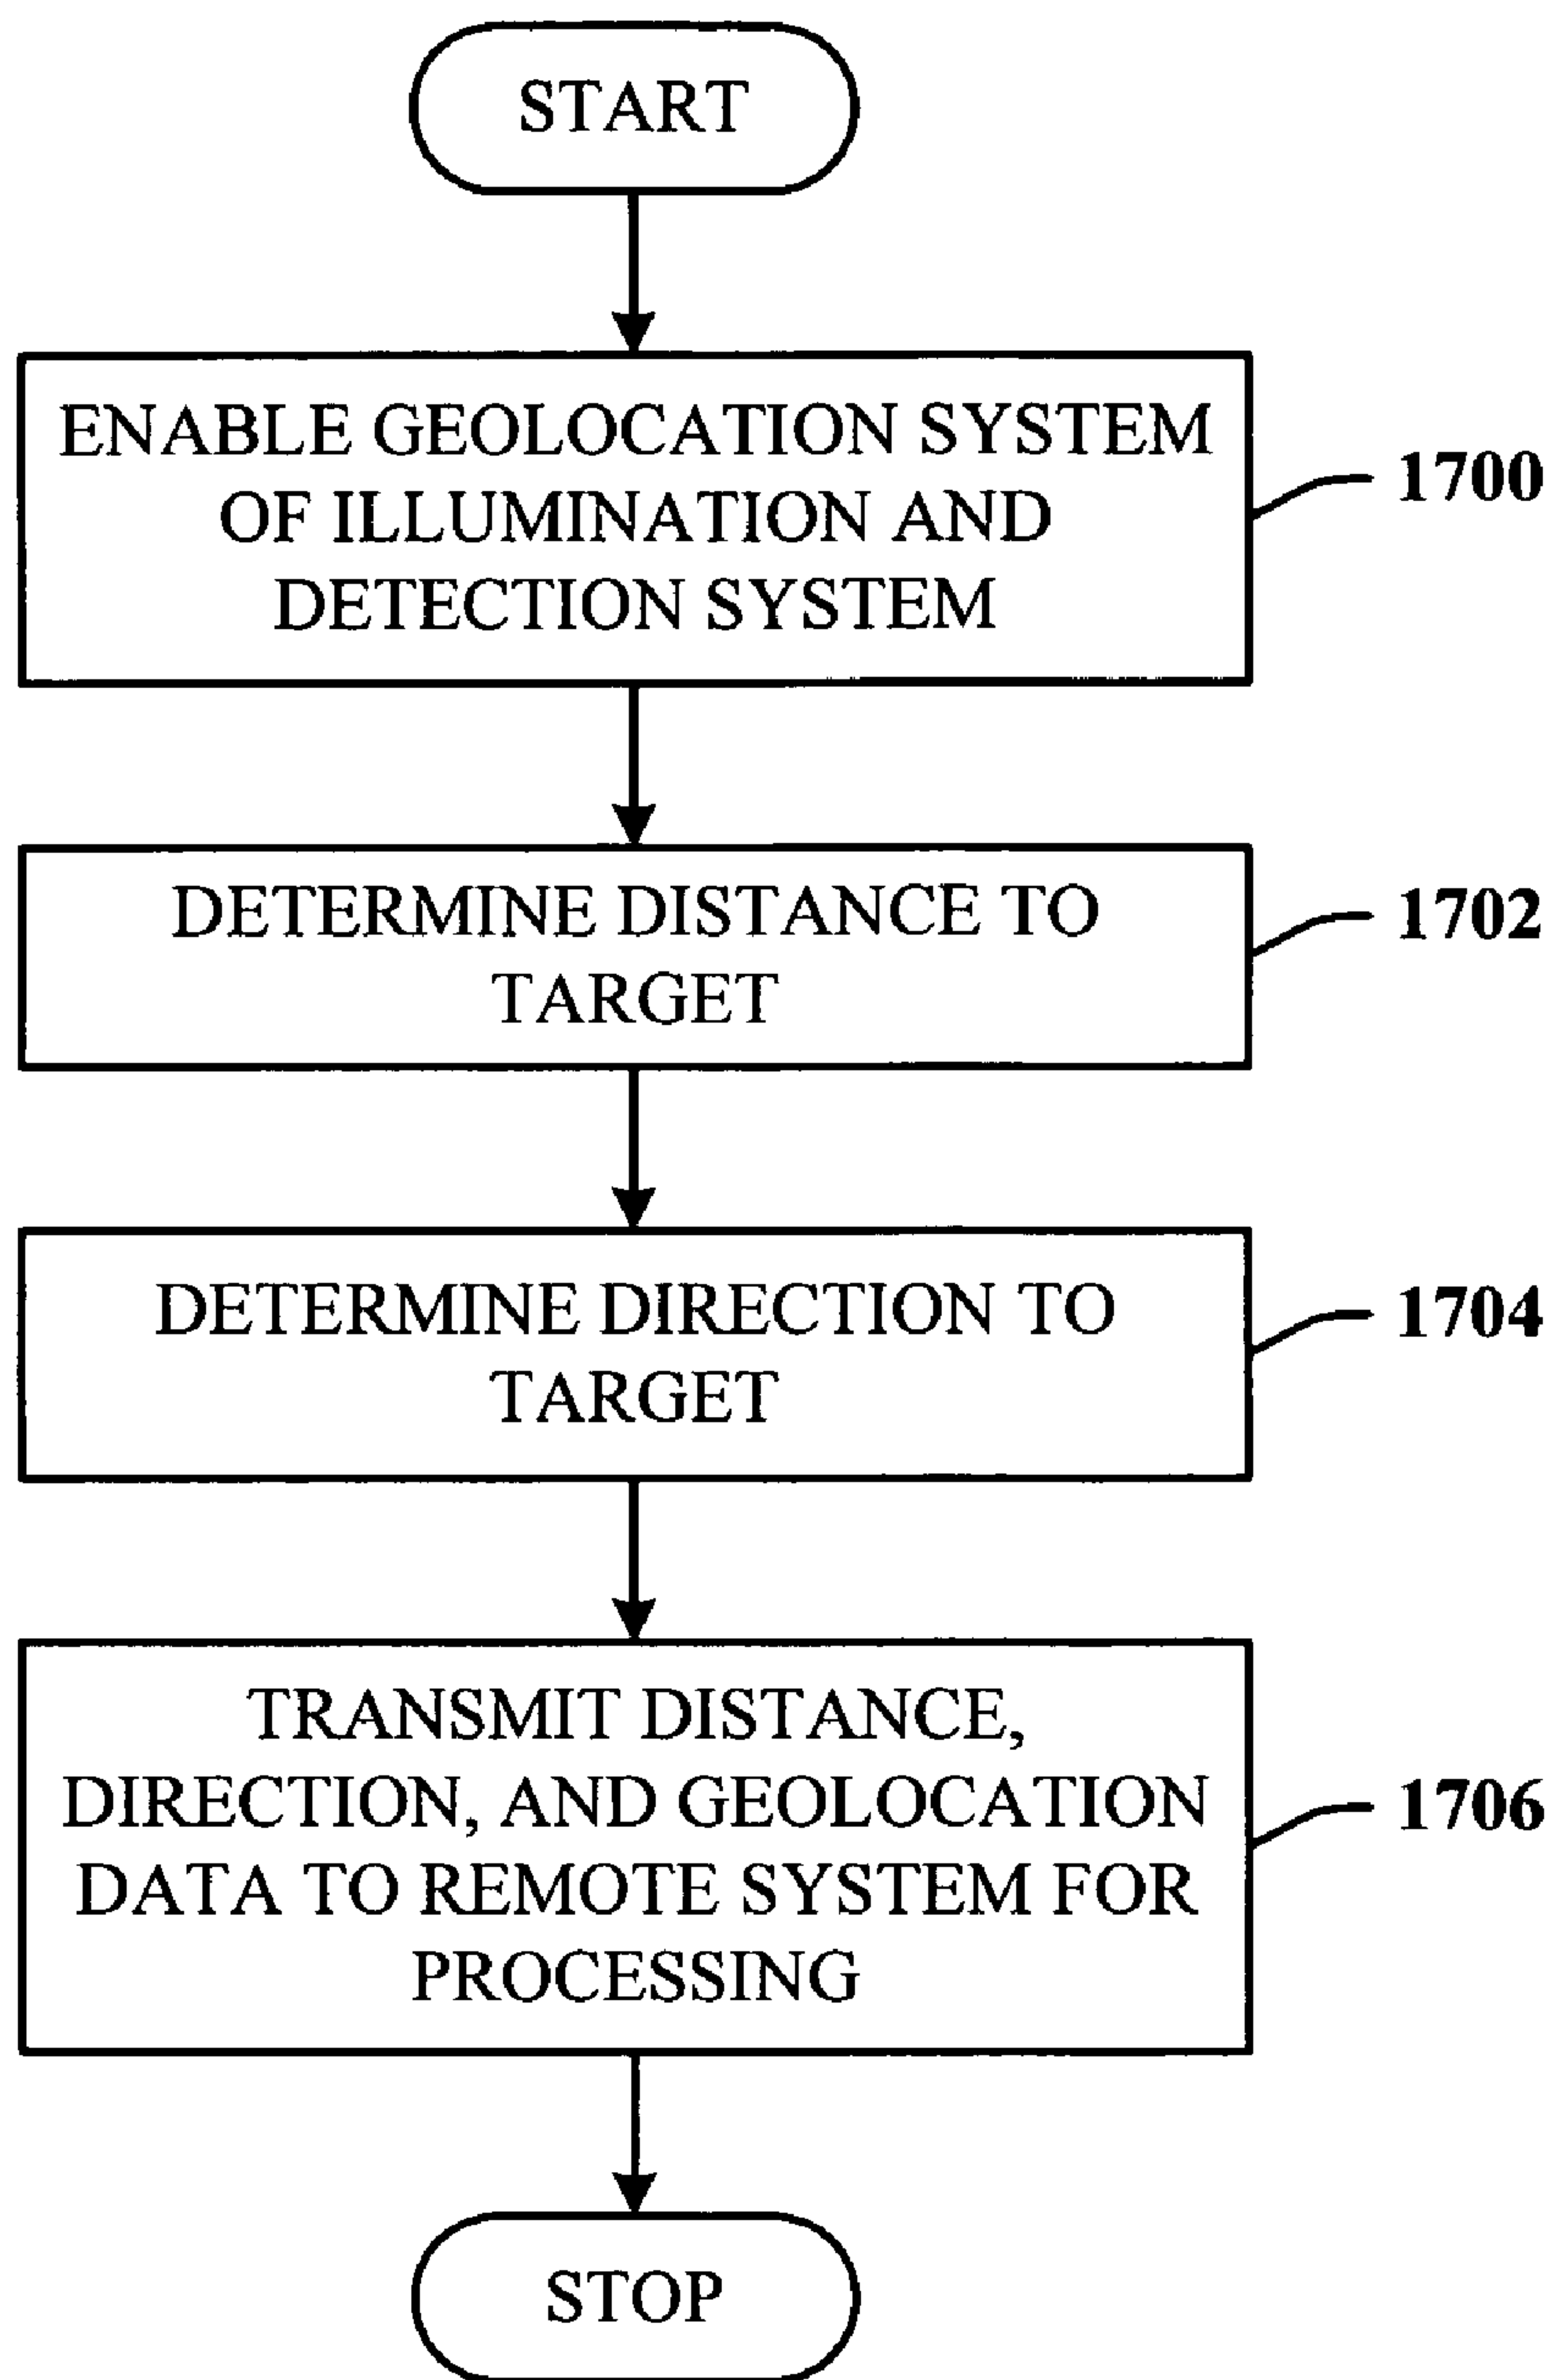 START
ENABLE GEOLOCATION SYSTEM
OF ILLUMINATION AND
DETECTION SYSTEM
1700
DETERMINE DISTANCE TO
TARGET
1702
DETERMINE DIRECTION TO
TARGET
1704
TRANSMIT DISTANCE,
DIRECTION, AND GEOLOCATION
DATA TO REMOTE SYSTEM FOR
PROCESSING
1706
STOP